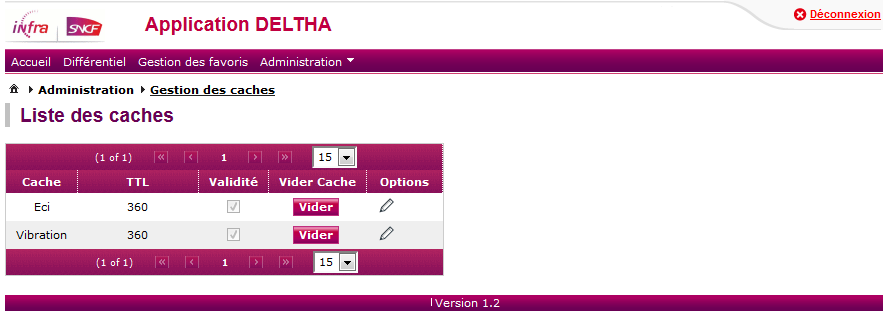 infra SNCF Application DELTHA Déconnexion
Accueil Différentiel Gestion des favoris Administration
Administration Gestion des caches
Liste des caches
(1 of 1) 1 15
Cache TTL Validité Vider Cache Options
Eci 360 Vider
Vibration 360 Vider
(1 of 1) 1 15
Version 1.2